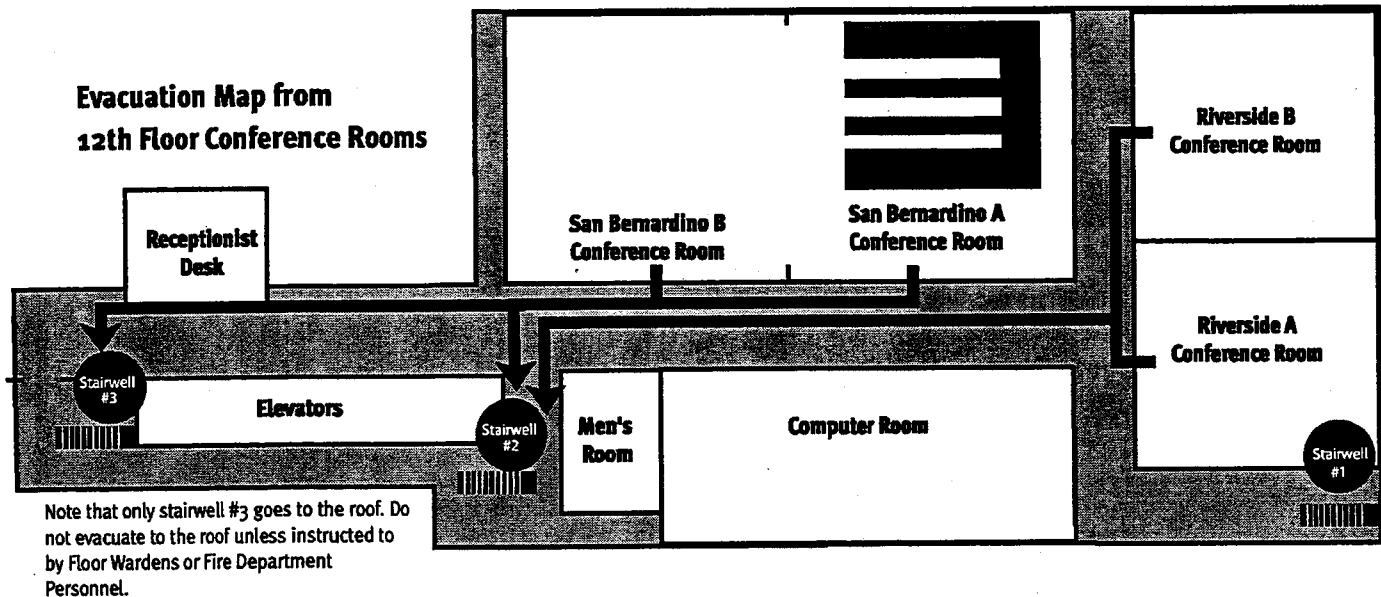 Evacuation Map from
12th Floor Conference Rooms
Riverside B
Conference Room
San Bernardino B
Conference Room
San Bernardino A
Conference Room
Receptionist
Desk
Riverside A
Conference Room
Stairwell
#3
Elevators
Stairwell
#2
Men's
Room
Computer Room
Stairwell
#1
Note that only stairwell #3 goes to the roof. Do
not evacuate to the roof unless instructed to
by Floor Wardens or Fire Department
Personnel.